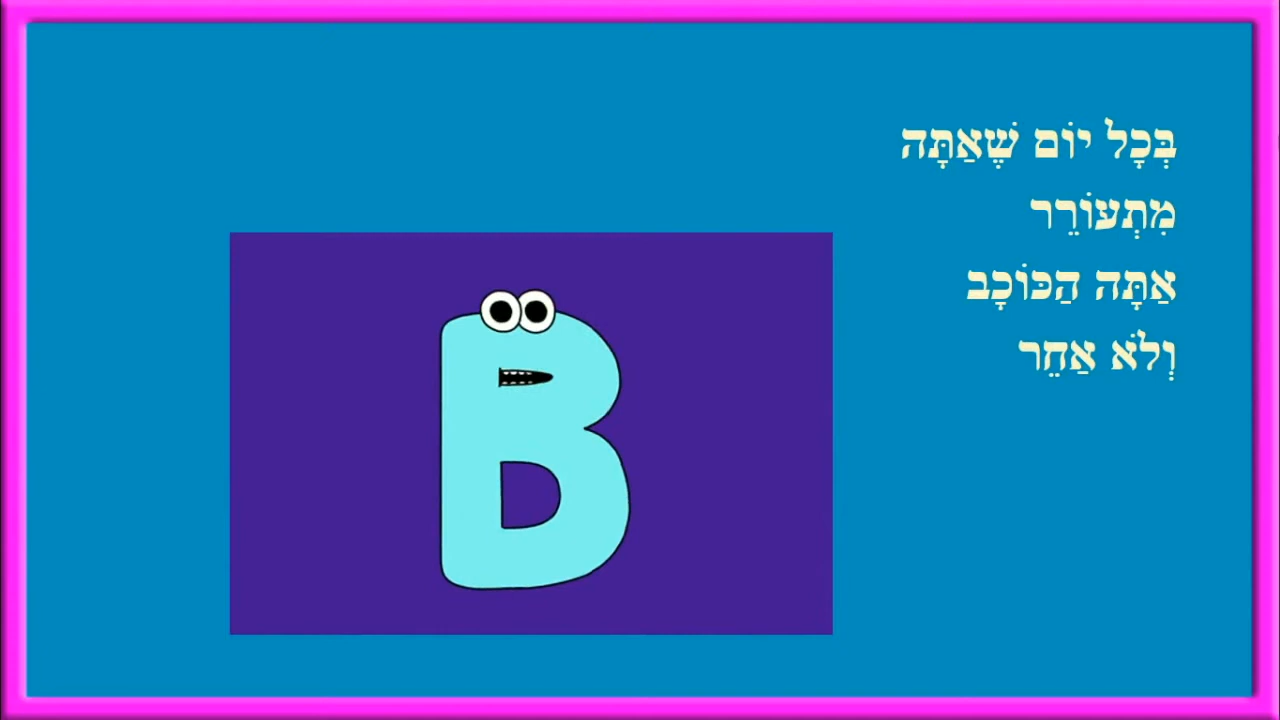 בְּכָל יוֹם שֶׁאַתָּה
מִתְעוֹרֵר
אַתָּה הַכּוֹכָב
וְלֹא אַחֵר
B